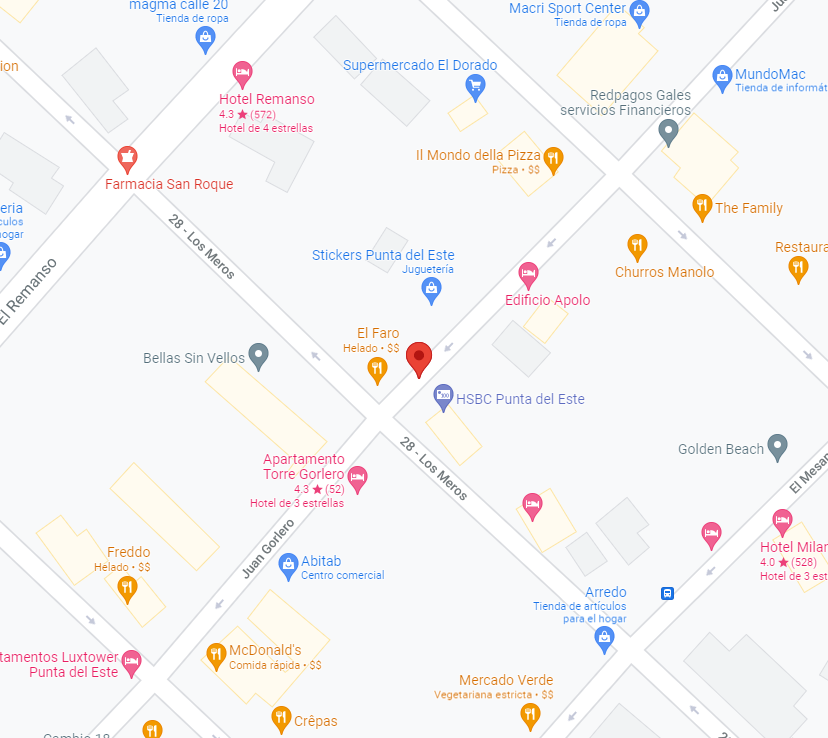 magma calle 20
Tienda de ropa
Macri Sport Center
Tienda de ropa
Supermercado El Dorado
MundoMac
Tienda de informát
Hotel Remanso
4.3 ★ (572)
Hotel de 4 estrellas
Redpagos Gales
servicios Financieros
Il Mondo della Pizza
Pizza • $$
Farmacia San Roque
28 - Los Meros
The Family
Churros Manolo
Restaura
eria
culos
ogar
Stickers Punta del Este
Juguetería
El Remanso
Edificio Apolo
El Faro
Helado • $$
Bellas Sin Vellos
HSBC Punta del Este
28 - Los Meros
Golden Beach
El Mesan
Apartamento
Torre Gorlero
4.3 ★ (52)
Hotel de 3 estrellas
Juan Gorlero
Freddo
Helado • $$
Abitab
Centro comercial
Hotel Milan
4.0 ★ (528)
Hotel de 3 est
Arredo
Tienda de artículos
para el hogar
tamentos Luxtower
Punta del Este
McDonald's
Comida rápida • $$
Mercado Verde
Vegetariana estricta • $$
Crêpas